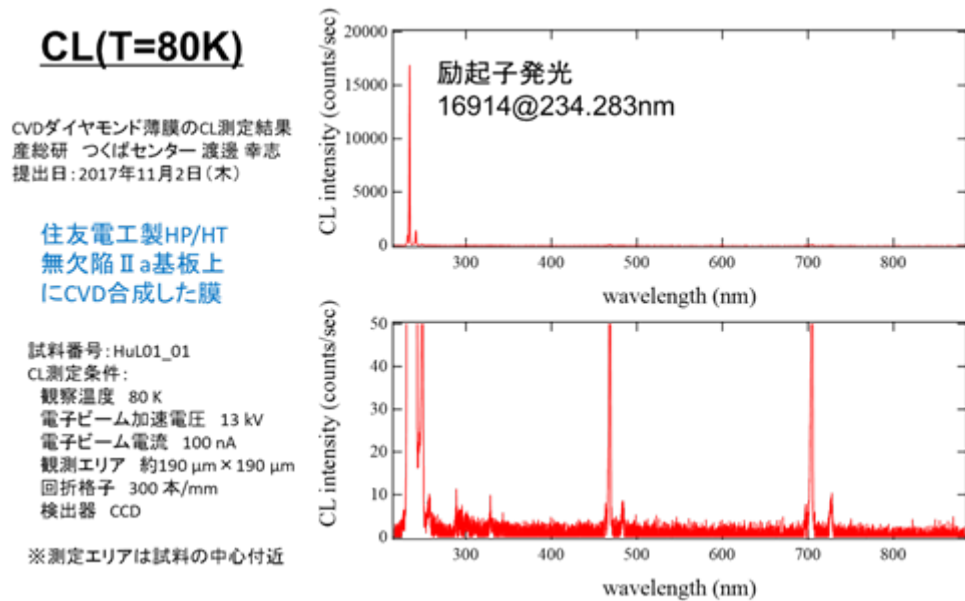 CL(T=80K)
CVDダイヤモンド薄膜のCL測定結果
産総研 つくばセンター 渡邊 幸志
提出日:2017年11月2日(木)
住友電工製HP/HT
無欠陥Ⅱa基板上
にCVD合成した膜
試料番号:HuL01_01
CL測定条件:
観察温度 80 K
電子ビーム加速電圧 13 kV
電子ビーム電流 100 nA
観測エリア 約190 μm×190 μm
回折格子 300 本/mm
検出器 CCD
※測定エリアは試料の中心付近
CL intensity (counts/sec)
20000
15000
10000
5000
0
励起子発光
16914@234.283nm
300 400 500 600 700 800
wavelength (nm)
CL intensity (counts/sec)
50
40
30
20
10
0
300 400 500 600 700 800
wavelength (nm)